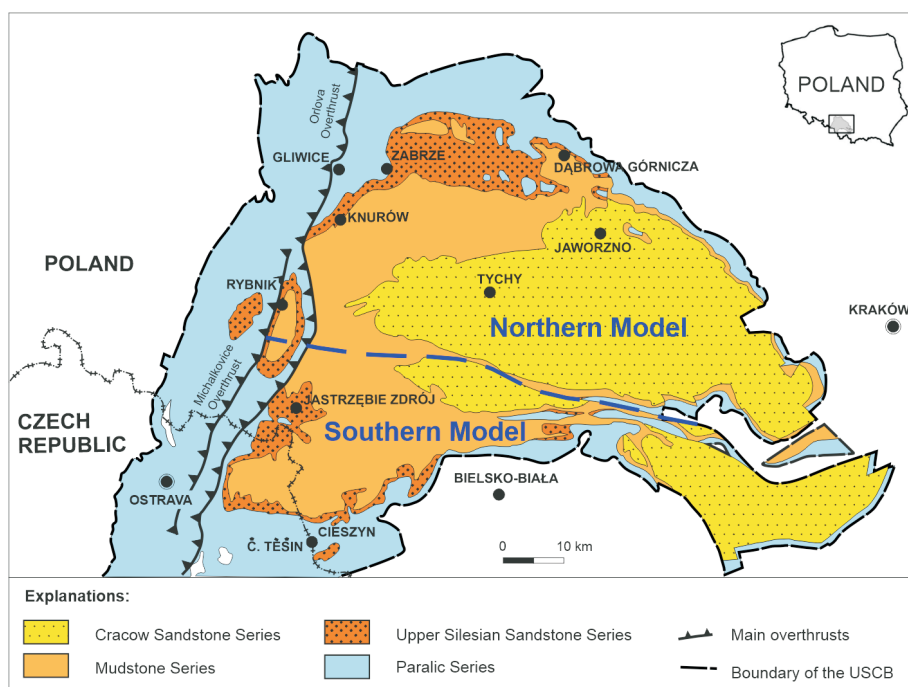 POLAND
Orlova
Overthrust
GLIWICE
ZABRZE
DĄBROWA GÓRNICZA
KNURÓW
JAWORZNO
POLAND
TYCHY
RYBNIK
KRAKÓW
Northern Model
Michalkovice
Overthrust
JASTRZĘBIE ZDRÓJ
CZECH
REPUBLIC
Southern Model
BIELSKO-BIAŁA
OSTRAVA
CIESZYN
Č. TĚSIN
0 10 km
Explanations:
Cracow Sandstone Series
Upper Silesian Sandstone Series
Main overthrusts
Mudstone Series
Paralic Series
Boundary of the USCB